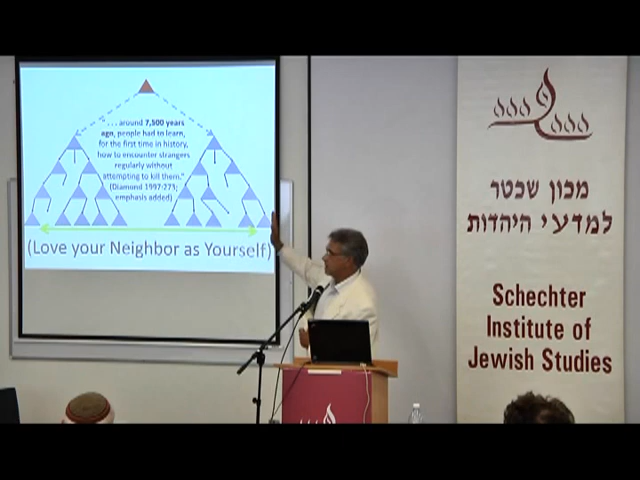 ". . . around 7,500 years
ago, people had to learn,
for the first time in history,
how to encounter strangers
regularly without
attempting to kill them."
(Diamond 1997:273;
emphasis added)
(Love your Neighbor as Yourself)
מכון שכטר
למדעי היהדות
Schechter
Institute of
Jewish Studies